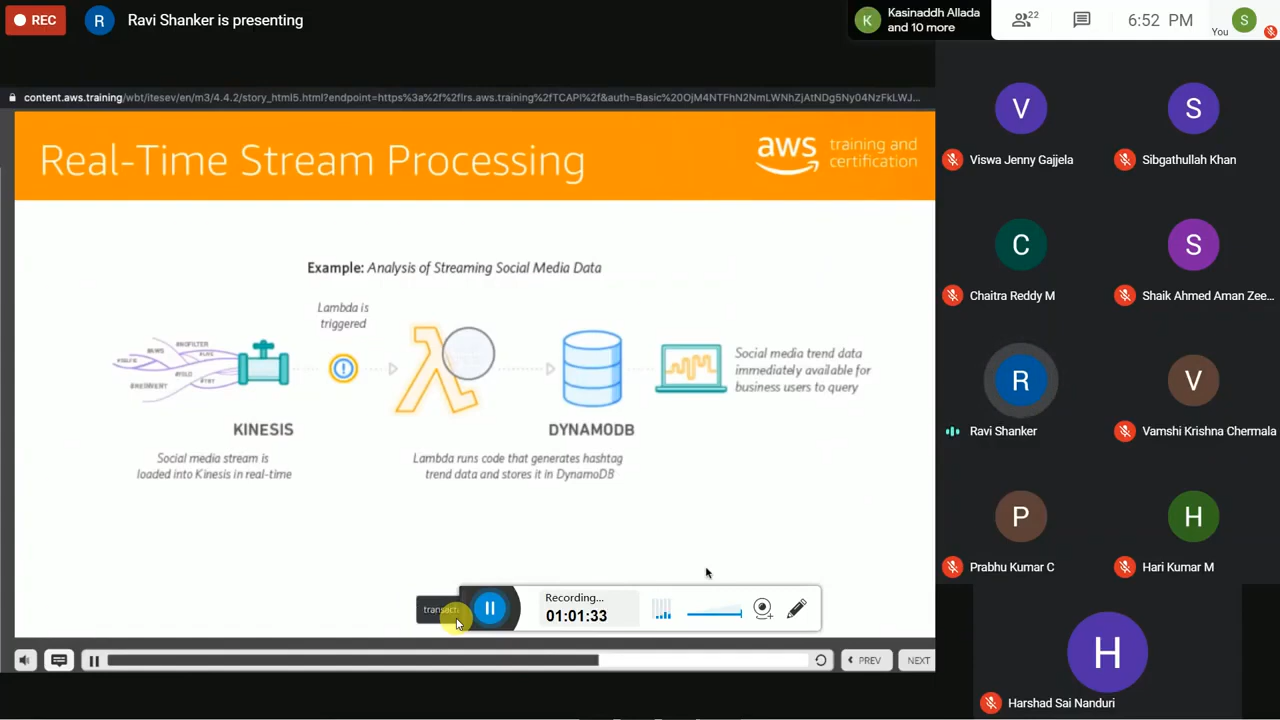 REC
R
Ravi Shanker is presenting
K
Kasinaddh Allada
and 10 more
22
6:52 PM
You
S
content.aws.training/wbt/itesev/en/m3/4.4.2/story_html5.html?endpoint=https%3a%2f%2flrs.aws.training%2fTCAPI%2f&auth=Basic%20OjM4NTFhN2NmLWNhZjAtNDg5Ny04NzFkLWJ...
Real-Time Stream Processing
aws training and
certification
Example: Analysis of Streaming Social Media Data
Lambda is
triggered
#NOFILTER
KINESIS
Social media stream is
loaded into Kinesis in real-time
DYNAMODB
Lambda runs code that generates hashtag
trend data and stores it in DynamoDB
Social media trend data
immediately available for
business users to query
transacti
Recording...
01:01:33
PREV
NEXT
V
Viswa Jenny Gajjela
S
Sibgathullah Khan
C
Chaitra Reddy M
S
Shaik Ahmed Aman Zee...
R
Ravi Shanker
V
Vamshi Krishna Chermala
P
Prabhu Kumar C
H
Hari Kumar M
H
Harshad Sai Nanduri